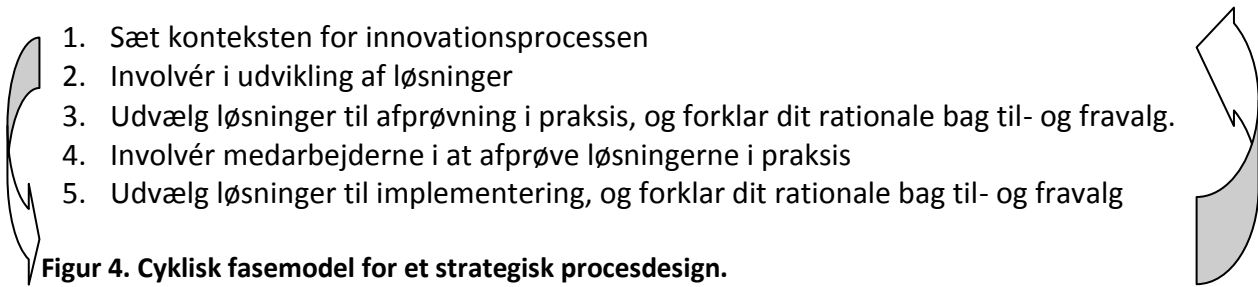 1. Sæt konteksten for innovationsprocessen
2. Involvér i udvikling af løsninger
3. Udvælg løsninger til afprøvning i praksis, og forklar dit rationale bag til- og fravalg.
4. Involvér medarbejderne i at afprøve løsningerne i praksis
5. Udvælg løsninger til implementering, og forklar dit rationale bag til- og fravalg
Figur 4. Cyklisk fasemodel for et strategisk procesdesign.